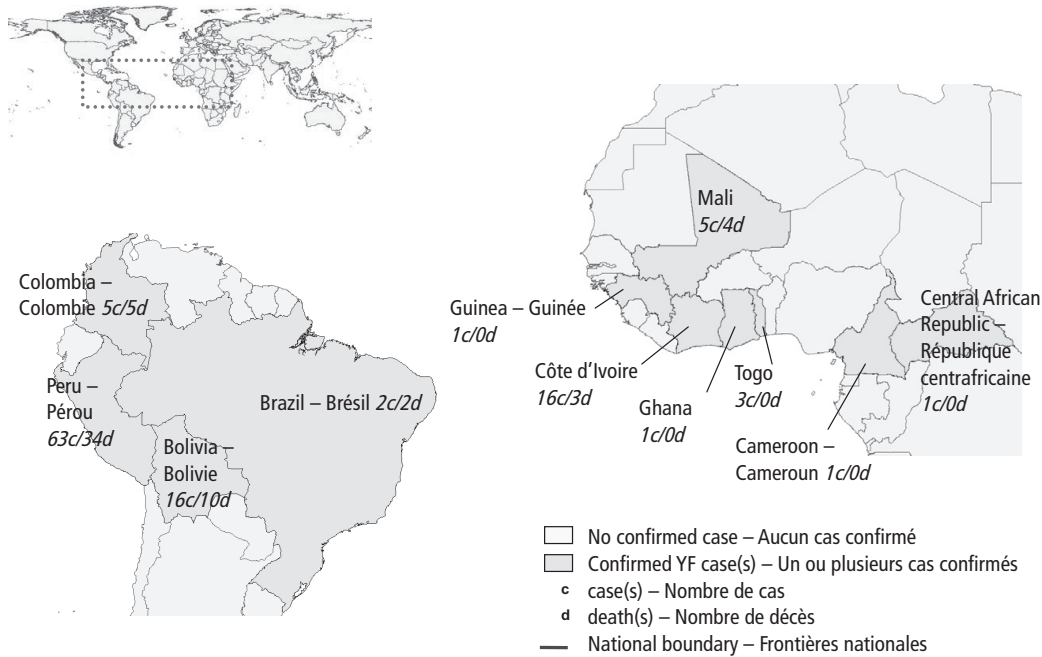 Colombia –
Colombie 5c/5d
Peru –
Pérou
63c/34d
Brazil – Brésil 2c/2d
Bolivia –
Bolivie
16c/10d
Mali
5c/4d
Guinea – Guinée
1c/0d
Côte d'Ivoire
16c/3d
Ghana
1c/0d
Togo
3c/0d
Cameroon –
Cameroun 1c/0d
Central African
Republic –
République
centrafricaine
1c/0d
No confirmed case – Aucun cas confirmé
Confirmed YF case(s) – Un ou plusieurs cas confirmés
c case(s) – Nombre de cas
d death(s) – Nombre de décès
National boundary – Frontières nationales